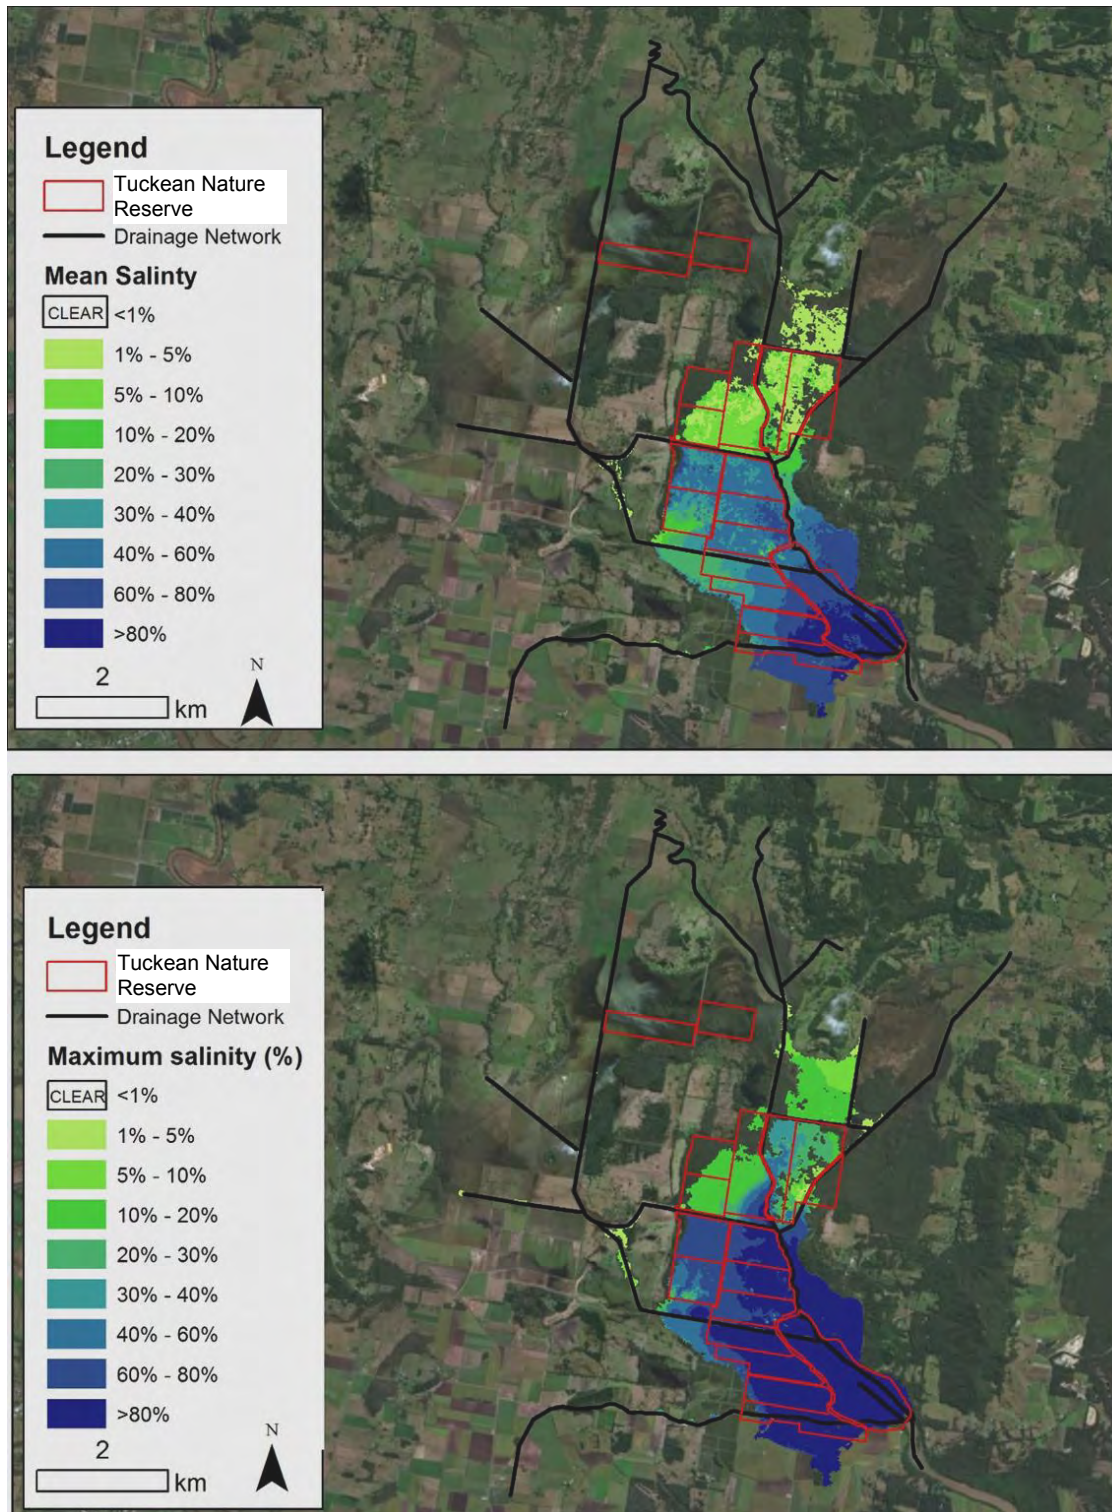 Legend
Tuckean Nature
Reserve
Drainage Network
Mean Salinty
CLEAR <1%
1% - 5%
5% - 10%
10% - 20%
20% - 30%
30% - 40%
40% - 60%
60% - 80%
>80%
2
km
N
Legend
Tuckean Nature
Reserve
Drainage Network
Maximum salinity (%)
CLEAR <1%
1% - 5%
5% - 10%
10% - 20%
20% - 30%
30% - 40%
40% - 60%
60% - 80%
>80%
2
km
N